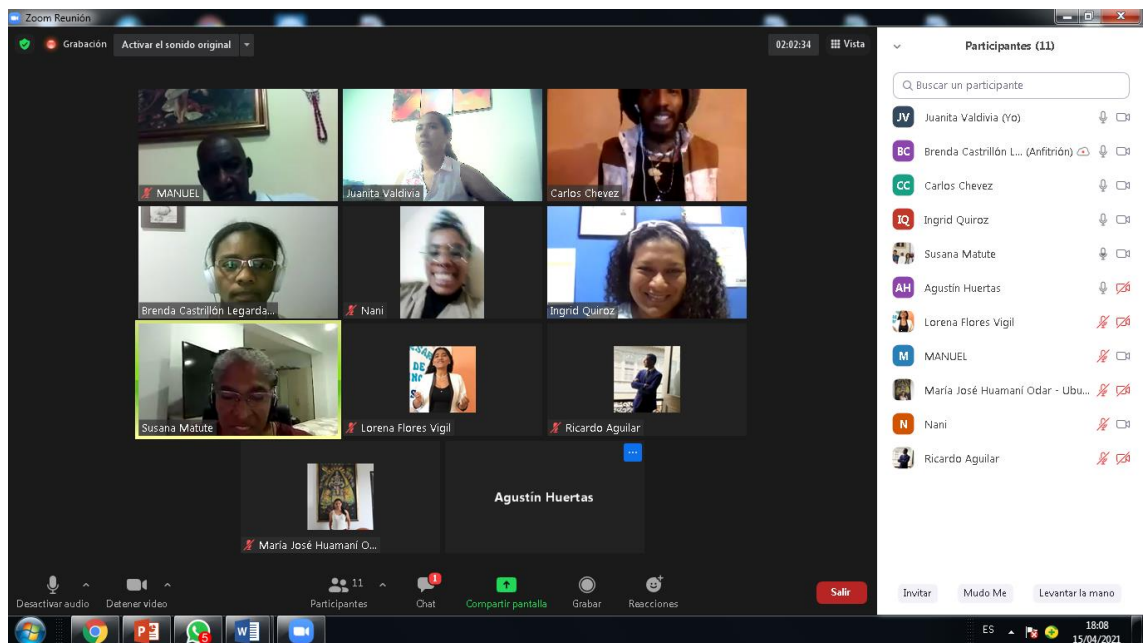 Zoom Reunión
Grabación
Activar el sonido original
02:02:34
Vista
MANUEL
Juanita Valdivia
Carlos Chevez
Brenda Castrillón Legarda...
Nani
Ingrid Quiroz
Susana Matute
Lorena Flores Vigil
Ricardo Aguilar
María José Huamaní O...
Agustín Huertas
Desactivar audio
Detener video
11
Participantes
1
Chat
Compartir pantalla
Grabar
Reacciones
Salir
Participantes (11)
Buscar un participante
JV Juanita Valdivia (Yo)
BC Brenda Castrillón L... (Anfitrión)
CC Carlos Chevez
IQ Ingrid Quiroz
Susana Matute
AH Agustín Huertas
Lorena Flores Vigil
M MANUEL
María José Huamaní Odar - Ubu...
N Nani
Ricardo Aguilar
Invitar
Mudo Me
Levantar la mano
5
ES
18:08
15/04/2021